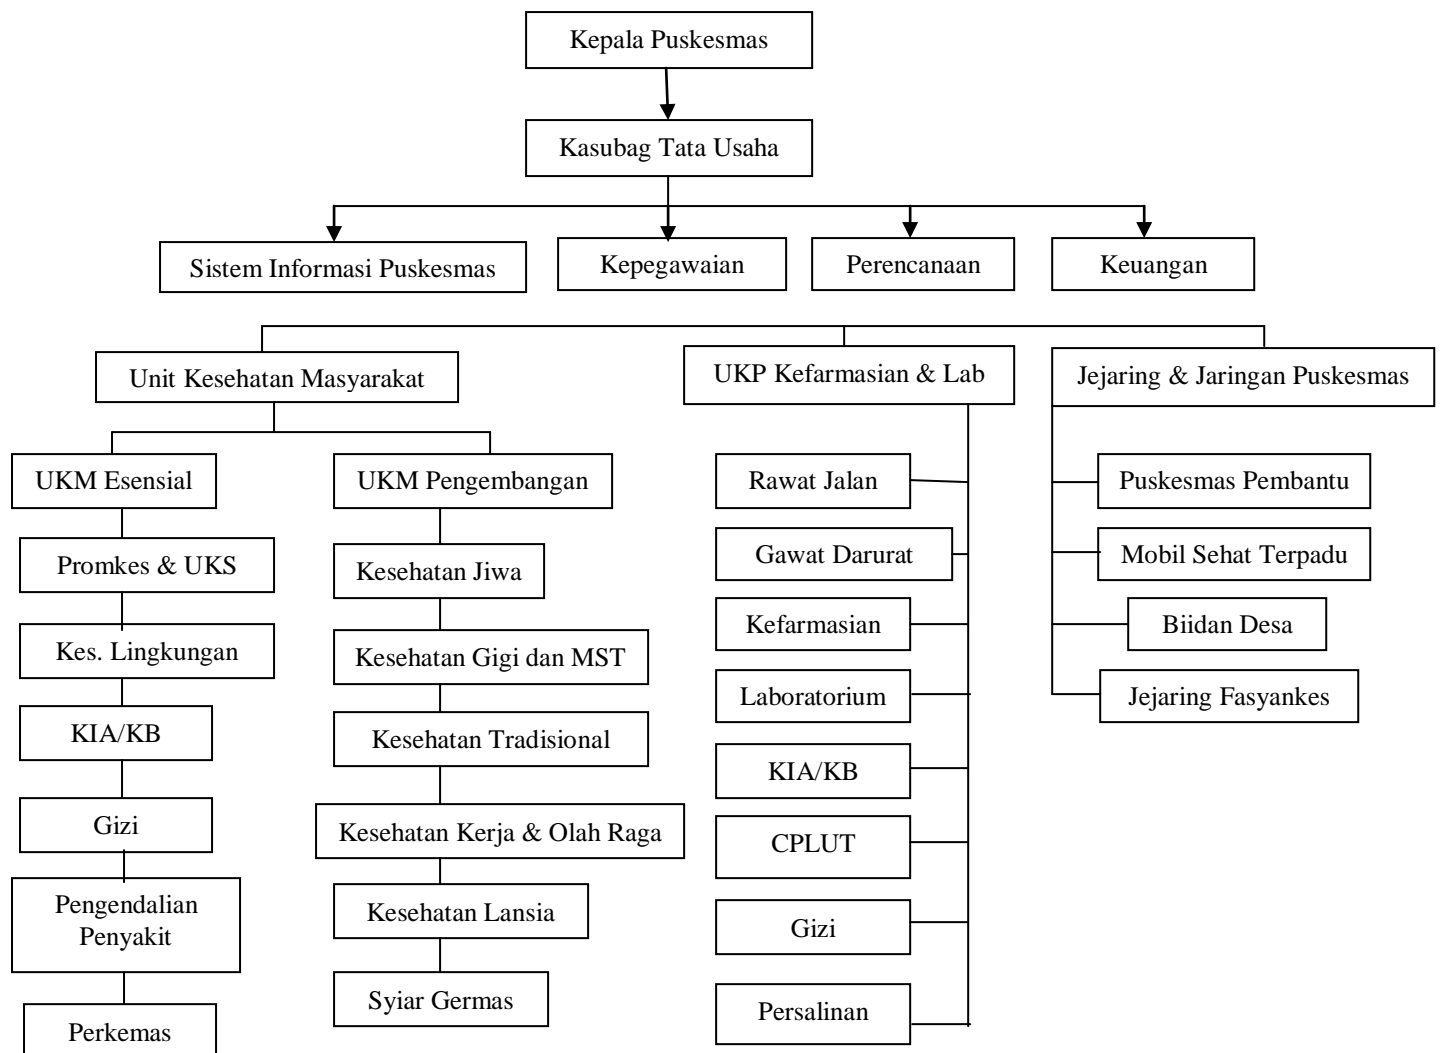 Kepala Puskesmas
Kasubag Tata Usaha
Sistem Informasi Puskesmas
Kepegawaian
Perencanaan
Keuangan
Unit Kesehatan Masyarakat
UKP Kefarmasian & Lab
Jejaring & Jaringan Puskesmas
UKM Esensial
Promkes & UKS
Kes. Lingkungan
KIA/KB
Gizi
Pengendalian
Penyakit
Perkemas
UKM Pengembangan
Kesehatan Jiwa
Kesehatan Gigi dan MST
Kesehatan Tradisional
Kesehatan Kerja & Olah Raga
Kesehatan Lansia
Syiar Germas
Rawat Jalan
Gawat Darurat
Kefarmasian
Laboratorium
KIA/KB
CPLUT
Gizi
Persalinan
Puskesmas Pembantu
Mobil Sehat Terpadu
Biidan Desa
Jejaring Fasyankes